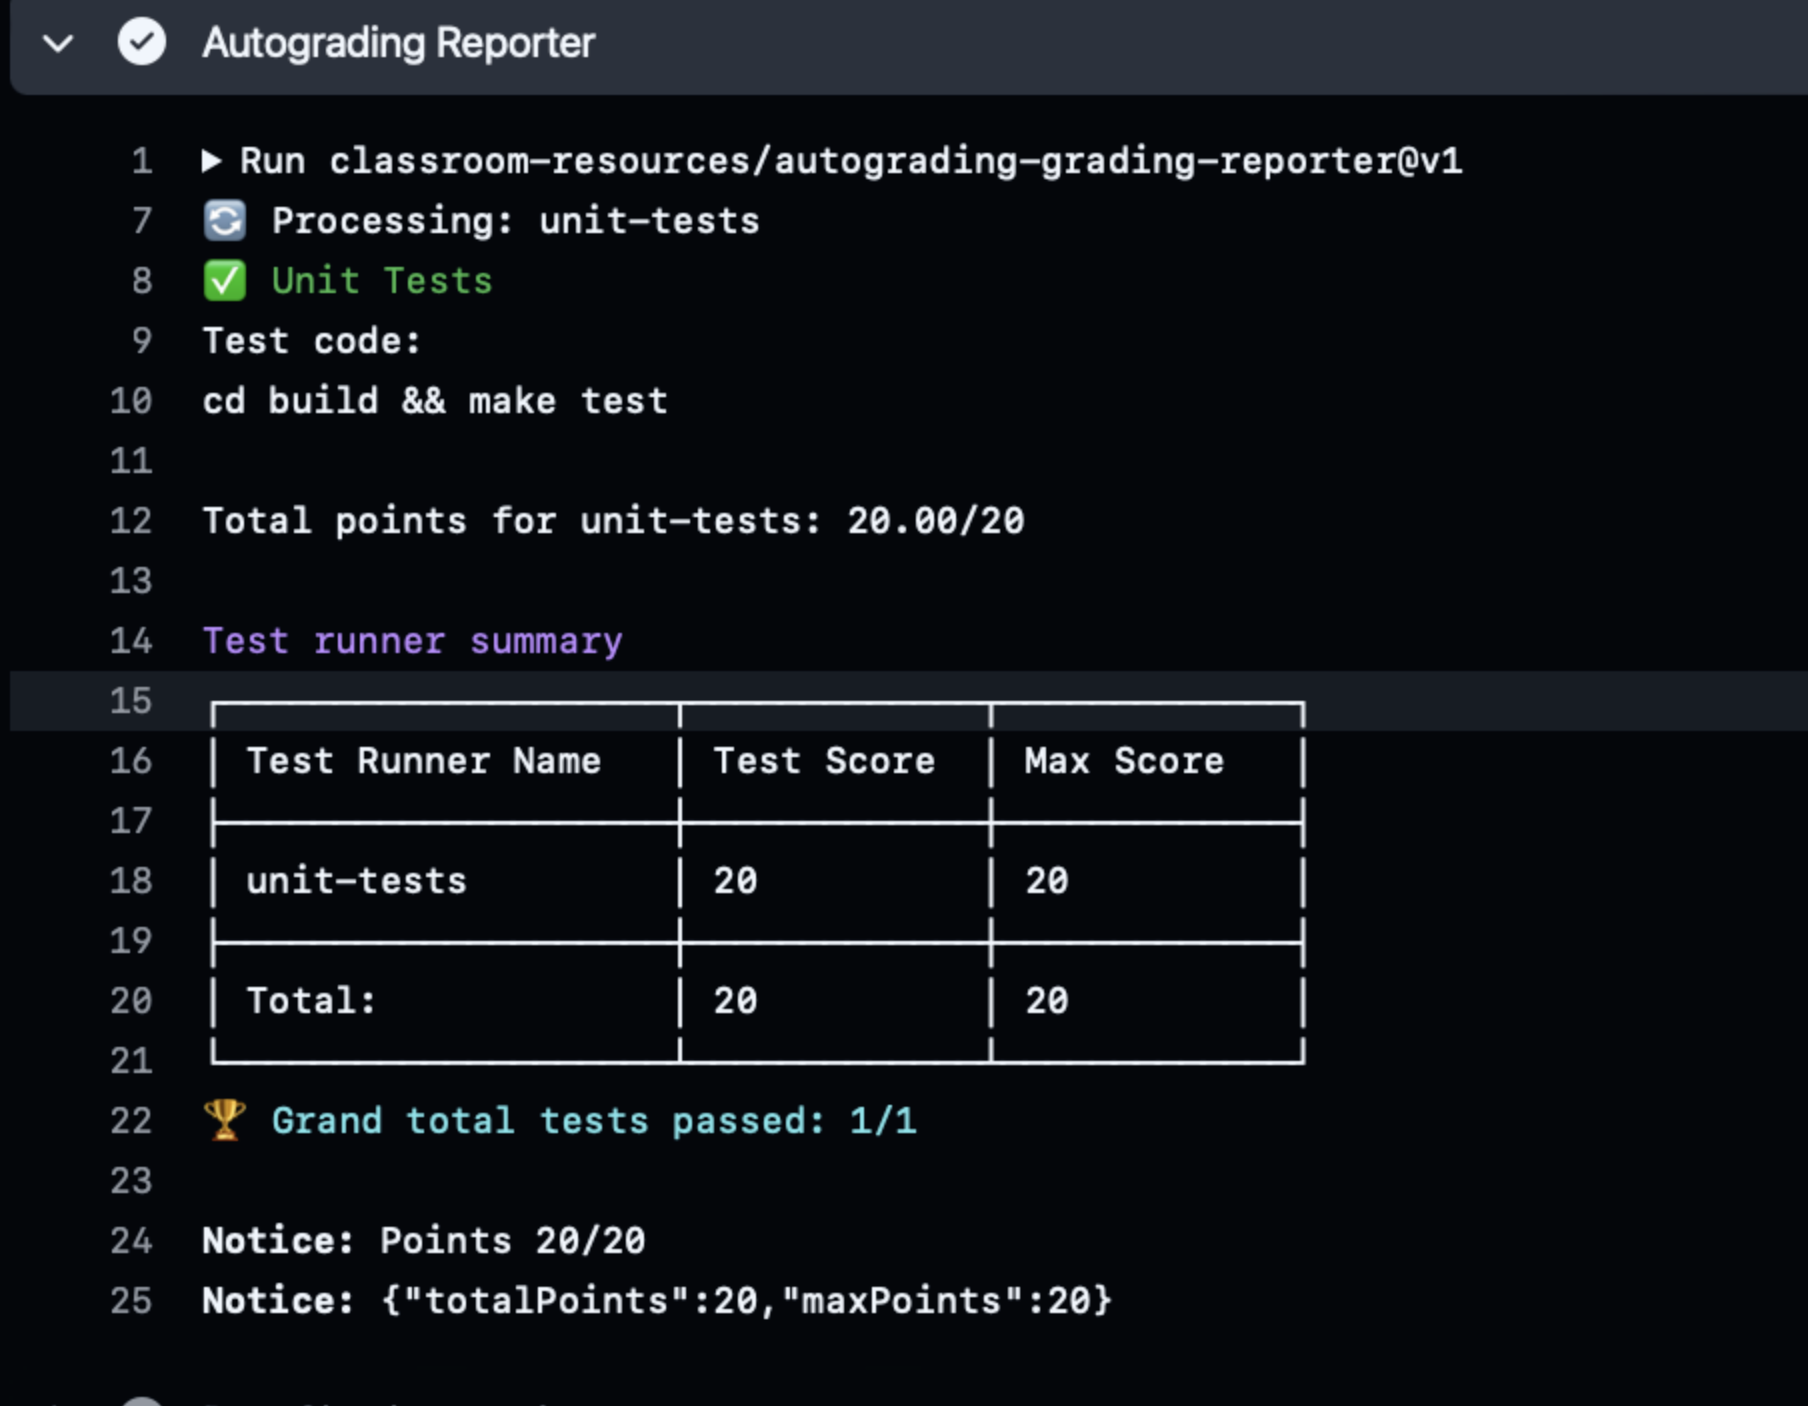 Autograding Reporter
1 ▶ Run classroom-resources/autograding-grading-reporter@v1
7 🔄 Processing: unit-tests
8 ✅ Unit Tests
9 Test code:
10 cd build && make test
11
12 Total points for unit-tests: 20.00/20
13
14 Test runner summary
15
16 Test Runner Name Test Score Max Score
17
18 unit-tests 20 20
19
20 Total: 20 20
21
22 🏆 Grand total tests passed: 1/1
23
24 Notice: Points 20/20
25 Notice: {"totalPoints":20,"maxPoints":20}